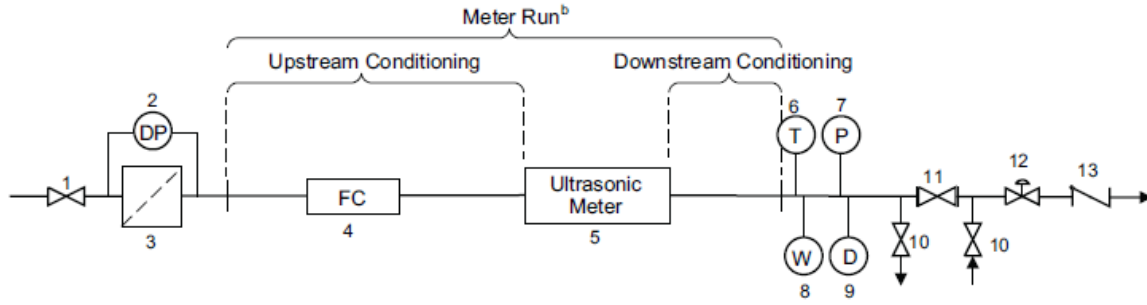 Meter Runᵇ
Upstream Conditioning
Downstream Conditioning
2
6
7
DP
T
P
1
11
12
13
FC
Ultrasonic
Meter
3
4
5
10
10
W
D
8
9